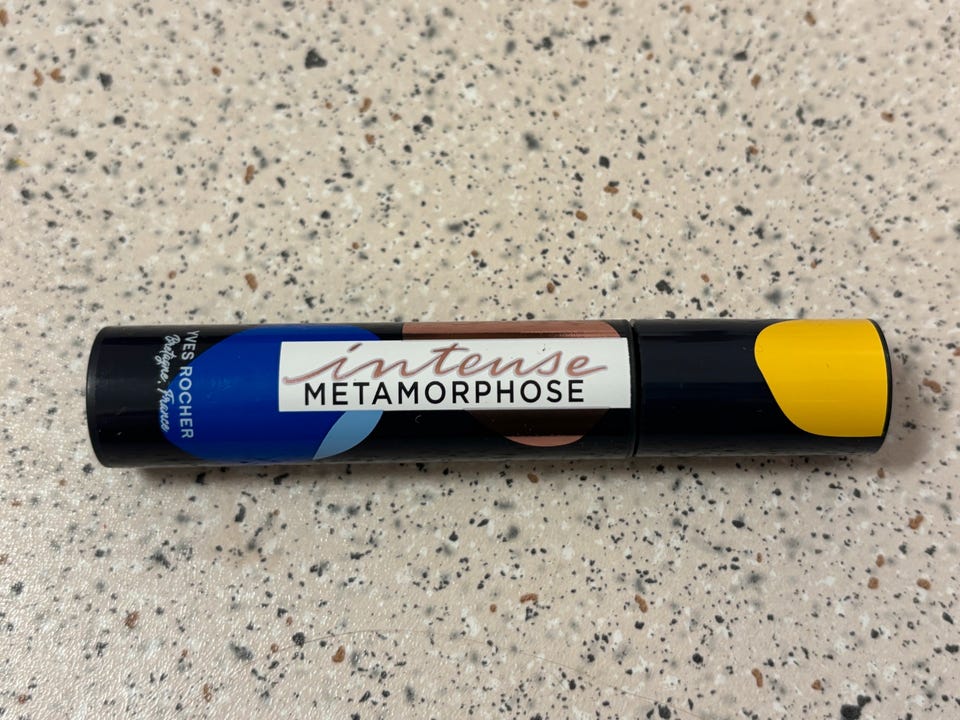 YVES ROCHER
Bretagne, France
intense
METAMORPHOSE